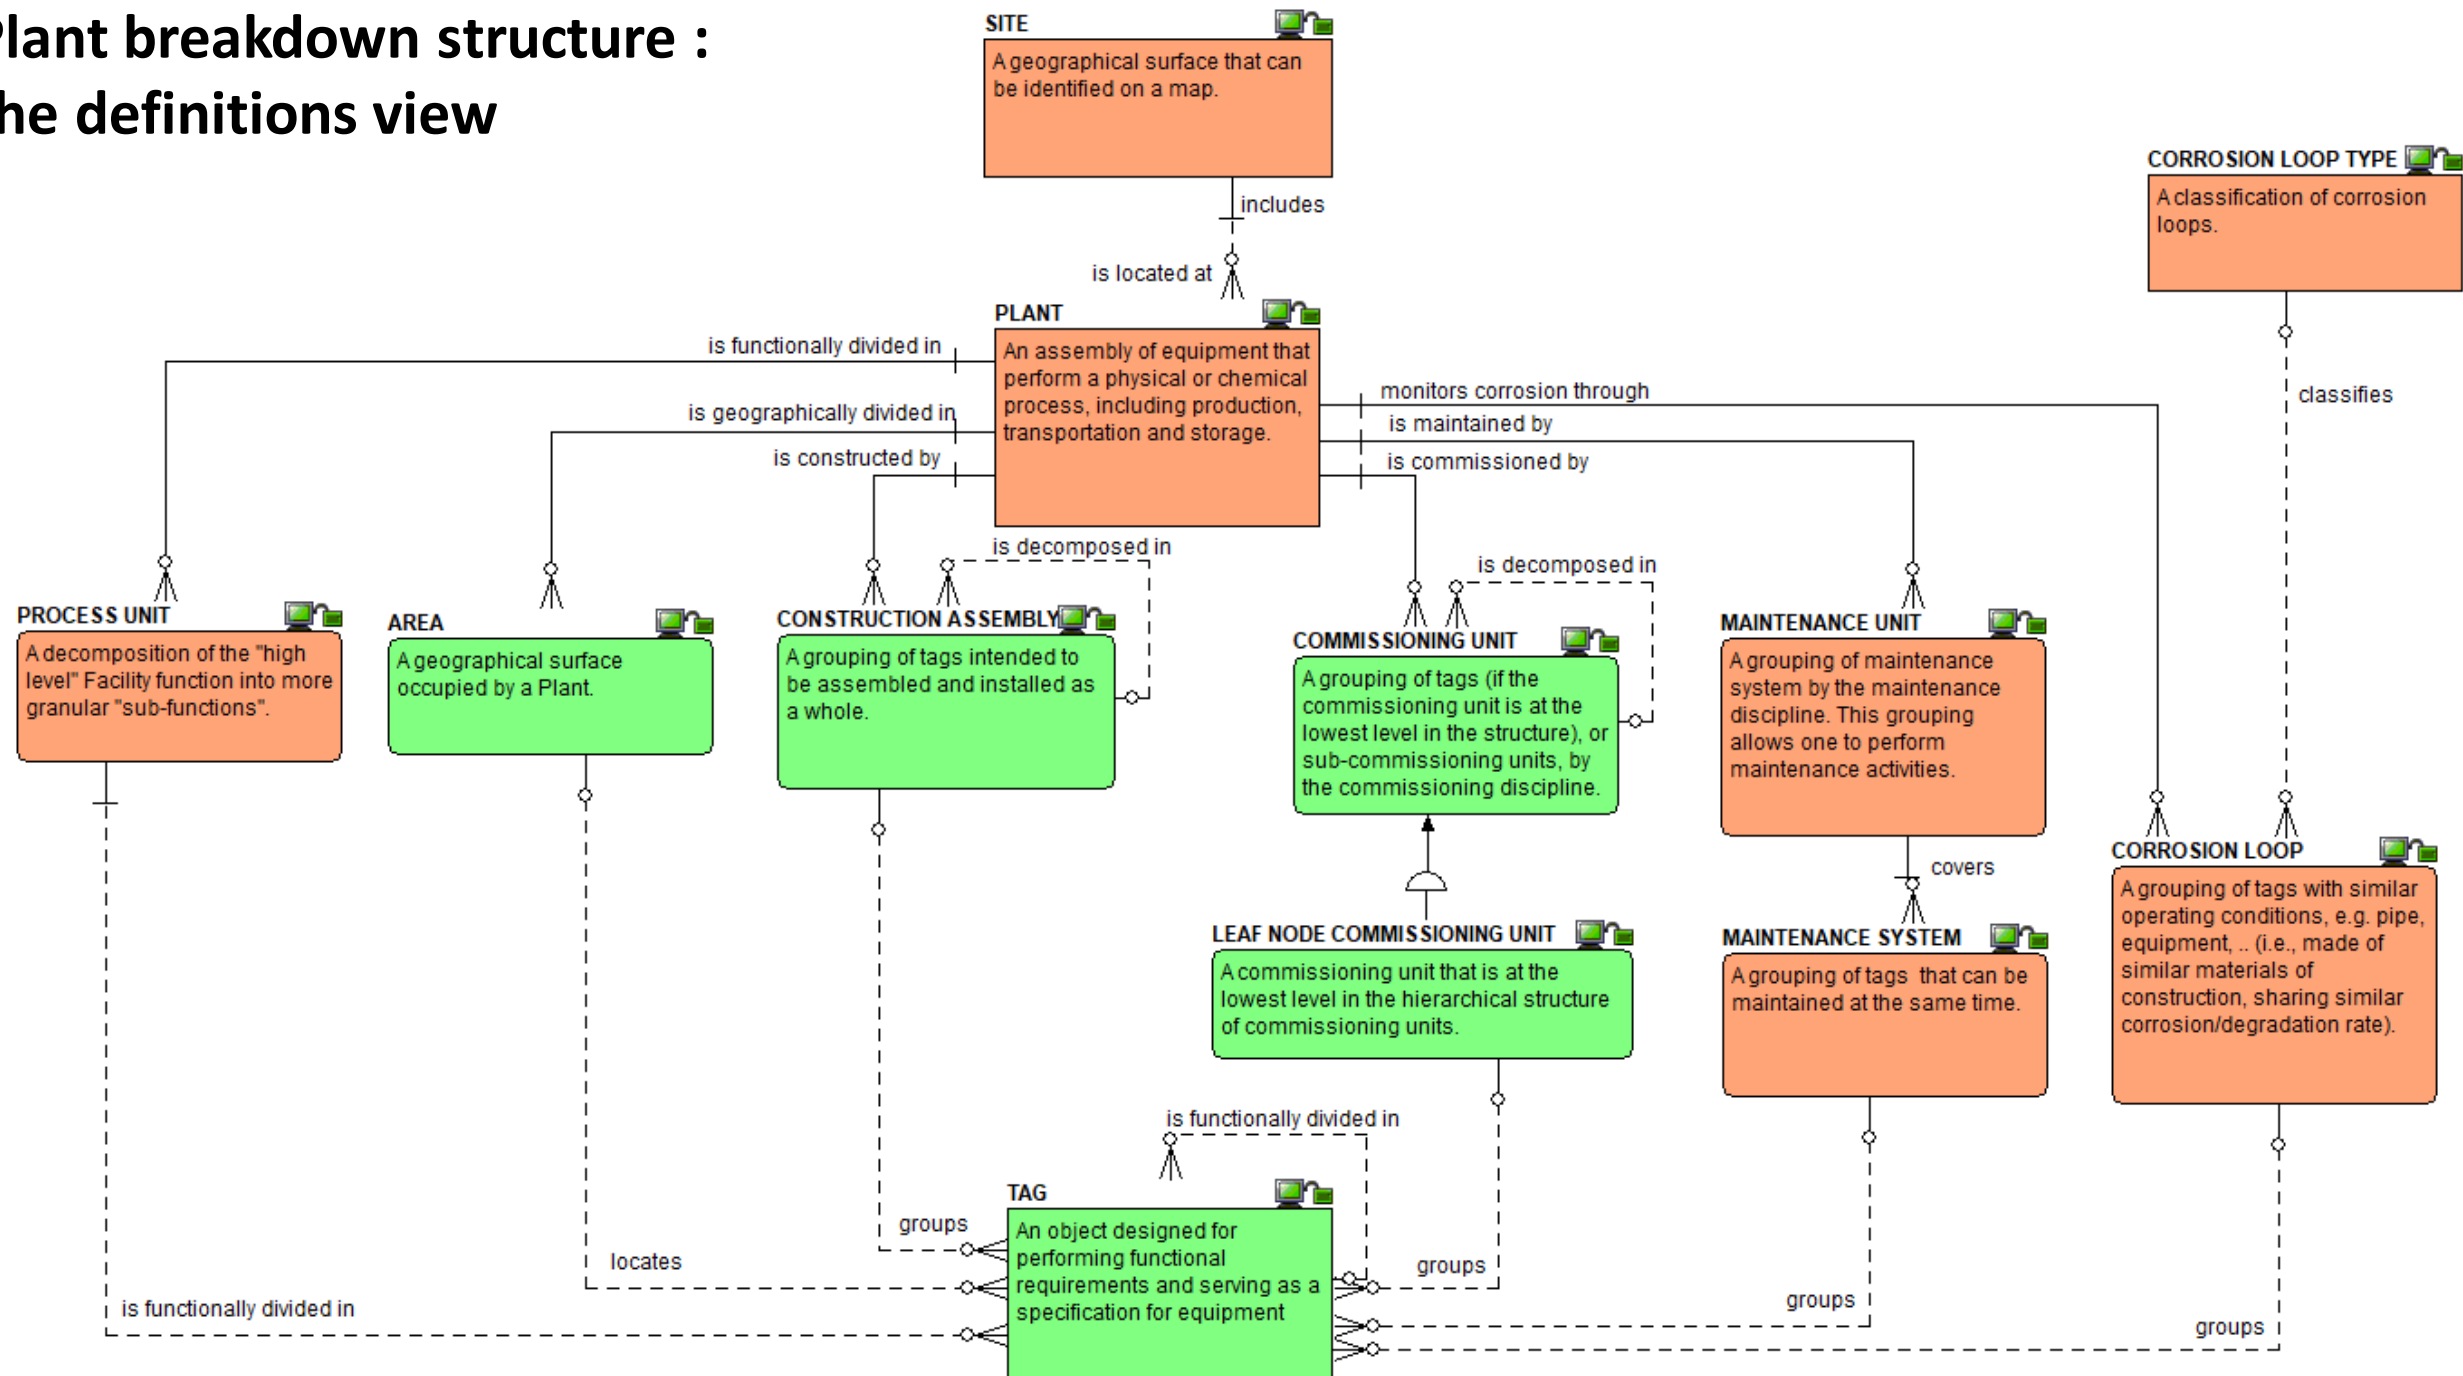 Plant breakdown structure :
the definitions view
SITE
A geographical surface that can
be identified on a map.
includes
is located at
CORROSION LOOP TYPE
A classification of corrosion
loops.
classifies
PLANT
An assembly of equipment that
perform a physical or chemical
process, including production,
transportation and storage.
is functionally divided in
is geographically divided in
is constructed by
monitors corrosion through
is maintained by
is commissioned by
is decomposed in
is decomposed in
PROCESS UNIT
A decomposition of the "high
level" Facility function into more
granular "sub-functions".
AREA
A geographical surface
occupied by a Plant.
CONSTRUCTION ASSEMBLY
A grouping of tags intended to
be assembled and installed as
a whole.
COMMISSIONING UNIT
A grouping of tags (if the
commissioning unit is at the
lowest level in the structure), or
sub-commissioning units, by
the commissioning discipline.
MAINTENANCE UNIT
A grouping of maintenance
system by the maintenance
discipline. This grouping
allows one to perform
maintenance activities.
covers
CORROSION LOOP
A grouping of tags with similar
operating conditions, e.g. pipe,
equipment, .. (i.e., made of
similar materials of
construction, sharing similar
corrosion/degradation rate).
LEAF NODE COMMISSIONING UNIT
A commissioning unit that is at the
lowest level in the hierarchical structure
of commissioning units.
MAINTENANCE SYSTEM
A grouping of tags  that can be
maintained at the same time.
is functionally divided in
TAG
An object designed for
performing functional
requirements and serving as a
specification for equipment
groups
locates
is functionally divided in
groups
groups
groups